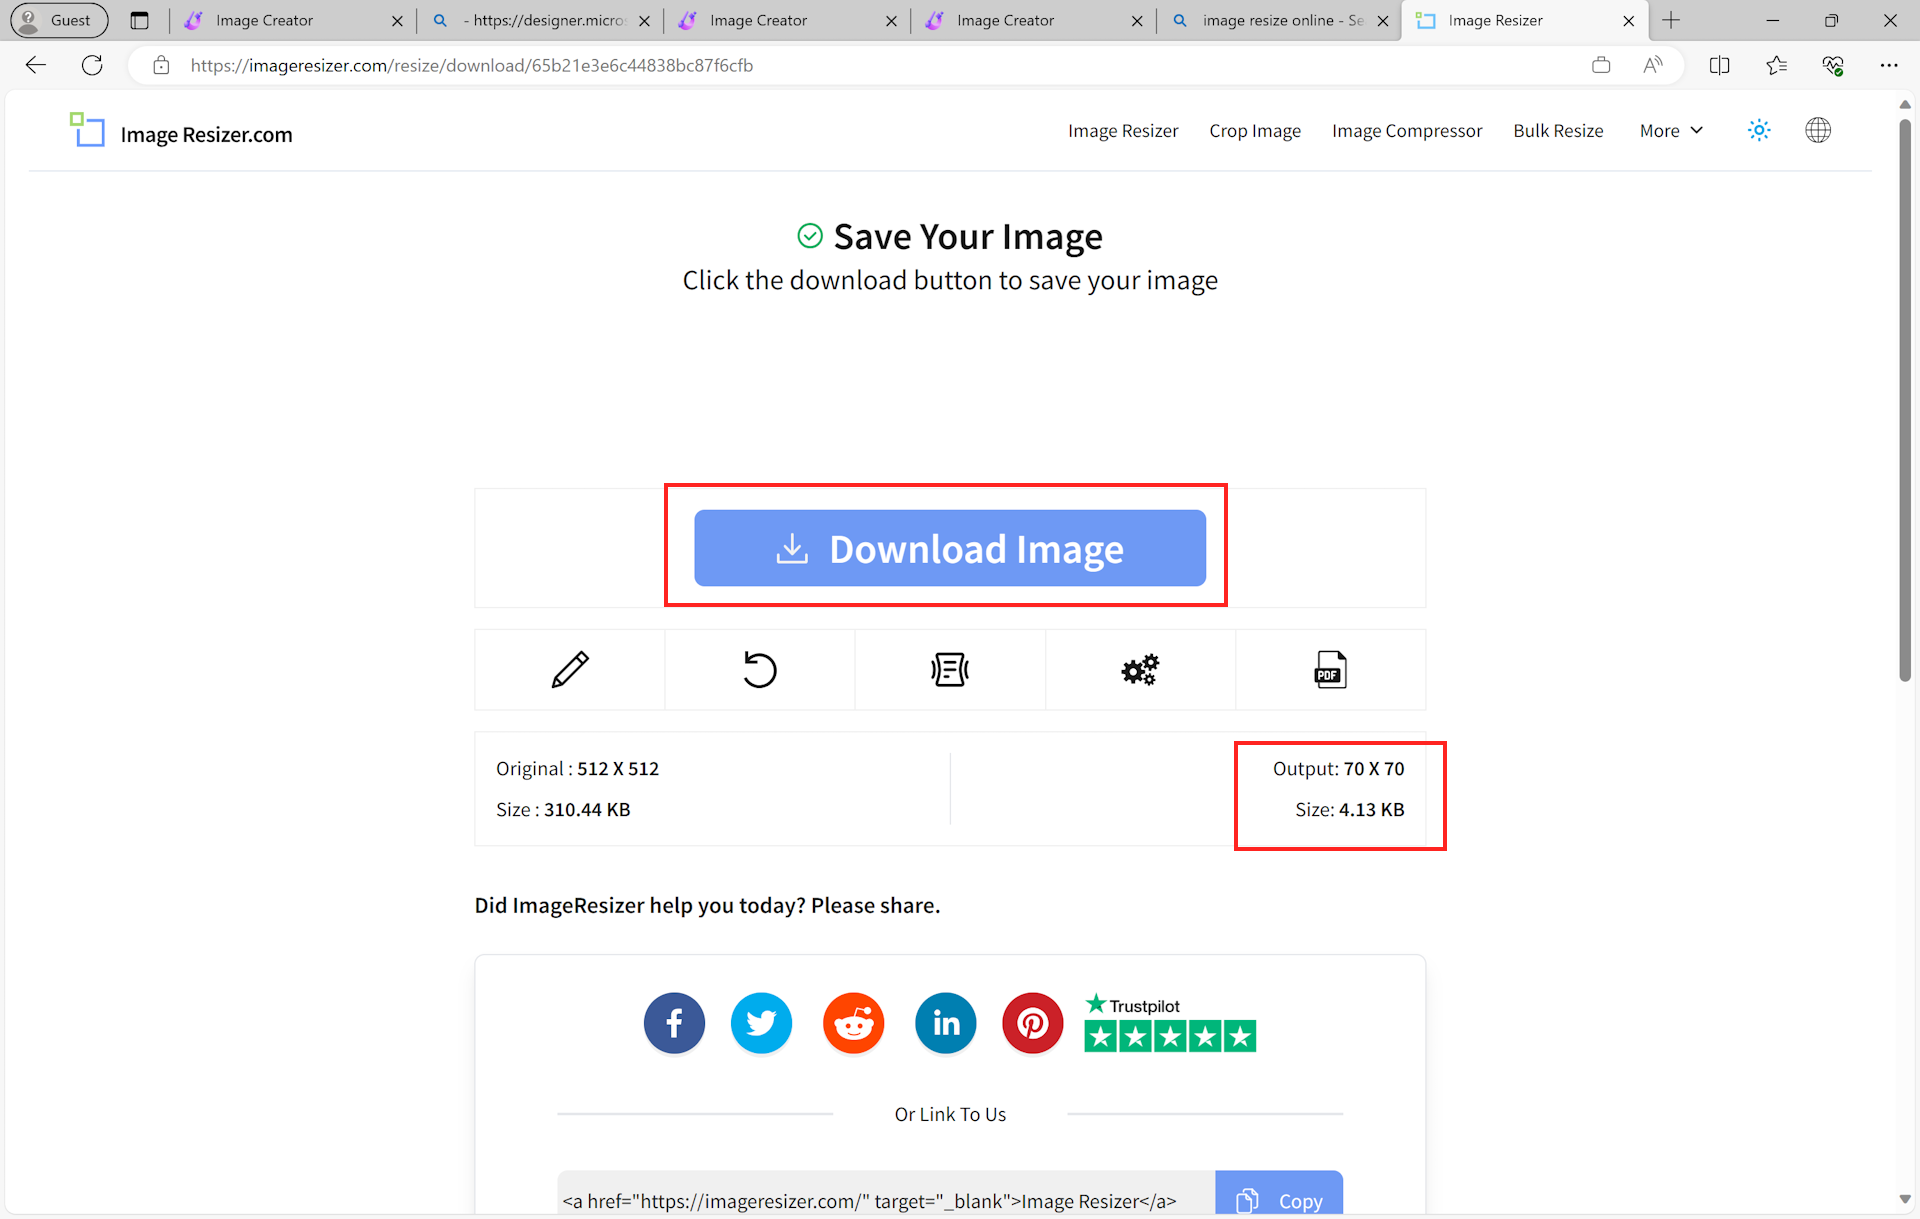 Guest
Image Creator
- https://designer.micros
Image Creator
Image Creator
image resize online - Se
Image Resizer
https://imageresizer.com/resize/download/65b21e3e6c44838bc87f6cfb
Image Resizer.com
Image Resizer
Crop Image
Image Compressor
Bulk Resize
More
Save Your Image
Click the download button to save your image
Download Image
PDF
Original : 512 X 512
Size : 310.44 KB
Output: 70 X 70
Size: 4.13 KB
Did ImageResizer help you today? Please share.
Trustpilot
Or Link To Us
<a href="https://imageresizer.com/" target="_blank">Image Resizer</a>
Copy